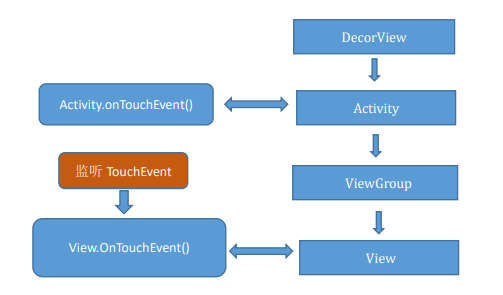 DecorView
Activity.onTouchEvent()
Activity
监听 TouchEvent
ViewGroup
View.OnTouchEvent()
View